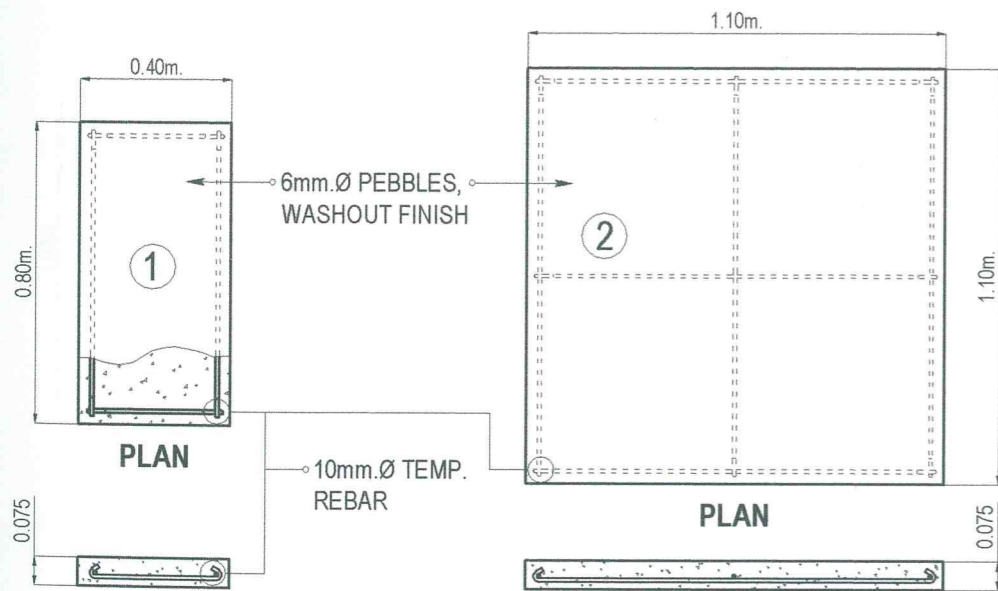 1.10m.
0.40m.
6mm.Ø PEBBLES,
WASHOUT FINISH
0.80m.
1
2
1.10m.
PLAN
10mm.Ø TEMP.
REBAR
PLAN
0.075
0.075